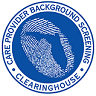 CARE PROVIDER BACKGROUND SCREENING
CLEARINGHOUSE